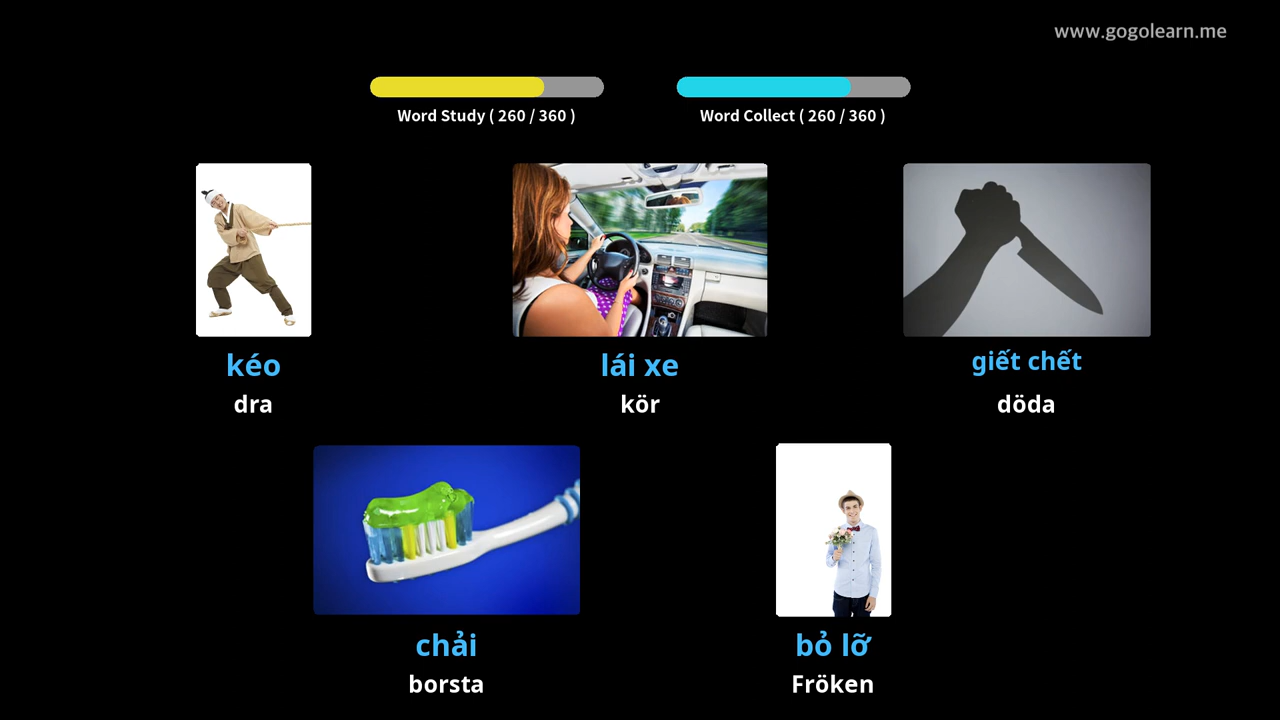 www.gogolearn.me
Word Study ( 260 / 360 )
Word Collect ( 260 / 360 )
kéo
lái xe
giết chết
dra
kör
döda
chải
bỏ lỡ
borsta
Fröken